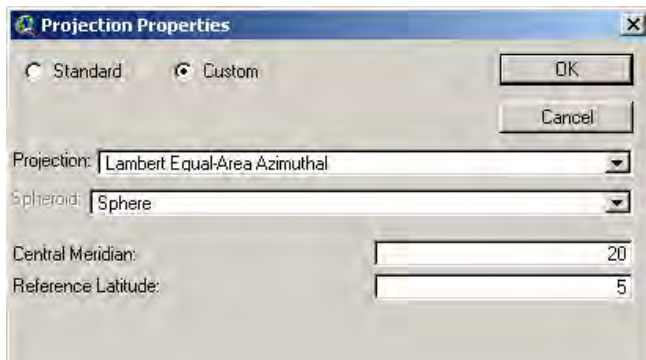 Projection Properties
Standard Custom OK
Cancel
Projection: Lambert Equal-Area Azimuthal
Spheroid: Sphere
Central Meridian: 20
Reference Latitude: 5